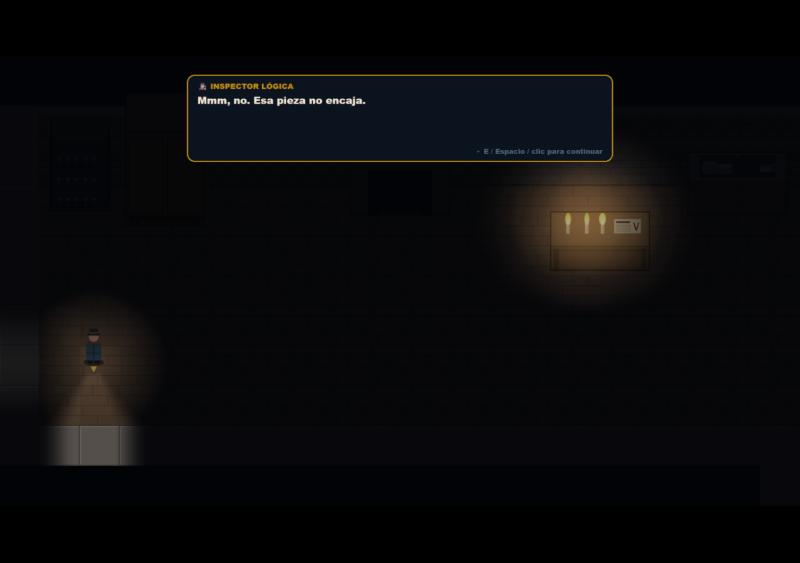 INSPECTOR LÓGICA
Mmm, no. Esa pieza no encaja.
E / Espacio / clic para continuar
V